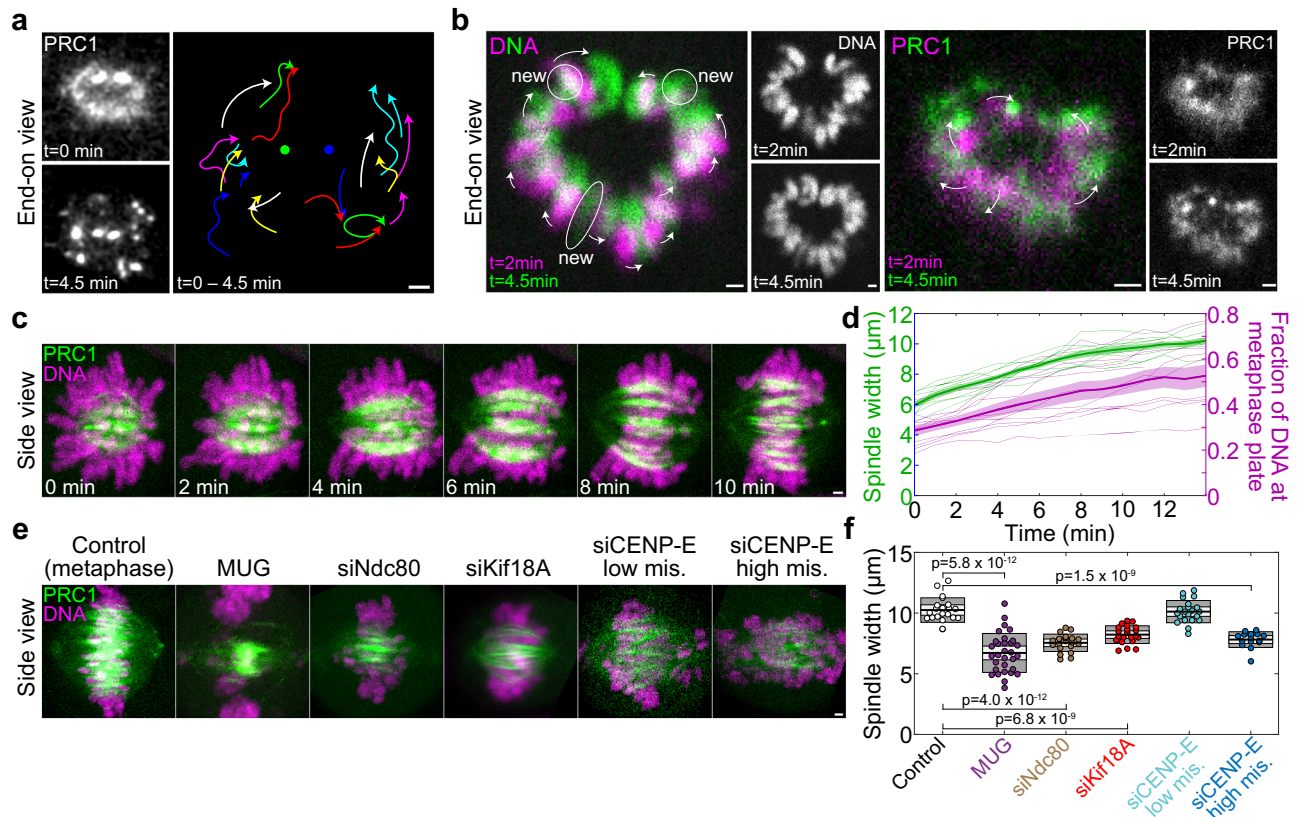 a
End-on view
PRC1
t=0 min
t=4.5 min
t=0 – 4.5 min
b
End-on view
DNA
new
new
new
t=2min
t=4.5min
DNA
t=2min
t=4.5min
PRC1
t=2min
t=4.5min
PRC1
t=2min
t=4.5min
c
Side view
PRC1
DNA
0 min
2 min
4 min
6 min
8 min
10 min
d
Spindle width (μm)
12
10
8
6
4
2
0
0 2 4 6 8 10 12
Time (min)
0.8
0.6
0.4
0.2
0
Fraction of DNA at
metaphase plate
e
Side view
Control
(metaphase)
MUG
siNdc80
siKif18A
siCENP-E
low mis.
siCENP-E
high mis.
PRC1
DNA
f
Spindle width (μm)
15
10
5
0
p=5.8 x 10-12
p=1.5 x 10-9
p=4.0 x 10-12
p=6.8 x 10-9
Control
MUG
siNdc80
siKif18A
siCENP-E
low mis.
siCENP-E
high mis.